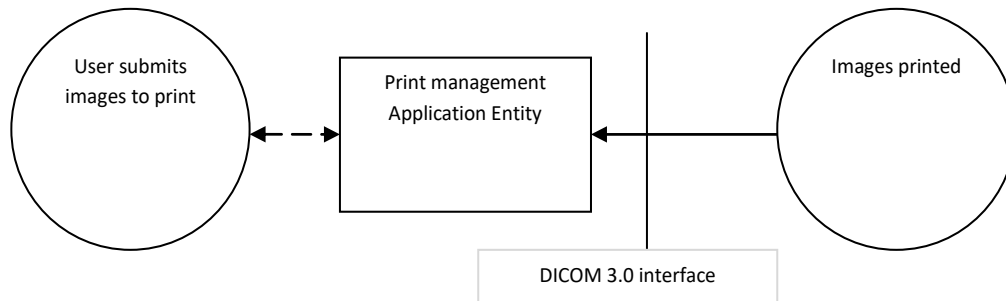 User submits
images to print
Print management
Application Entity
Images printed
DICOM 3.0 interface